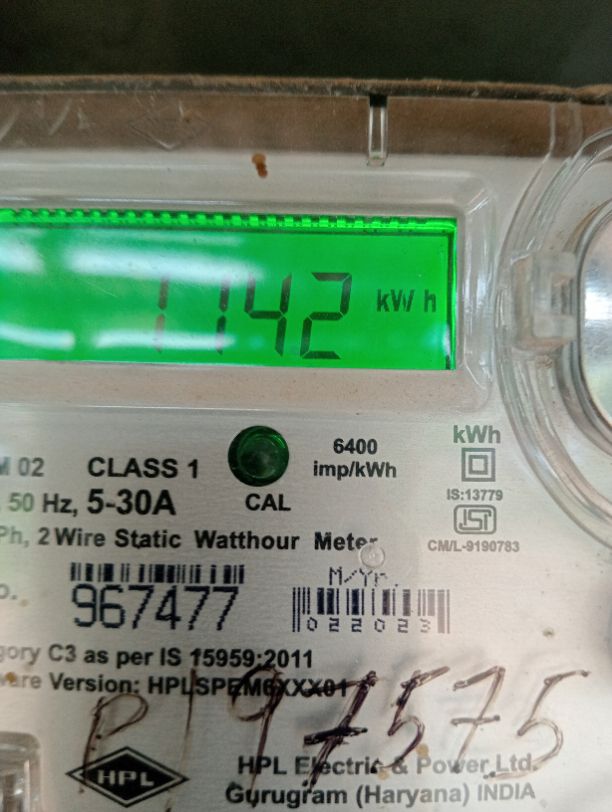 1142 kWh
M 02 CLASS 1
6400
imp/kWh
kWh
50 Hz, 5-30A
CAL
IS:13779
Ph, 2 Wire Static Watthour Meter
CM/L-9190783
M/Yr.
967477
022023
gory C3 as per IS 15959:2011
ware Version: HPLSPEM6XXX01
P197575
HPL
HPL Electric & Power Ltd.
Gurugram (Haryana) INDIA